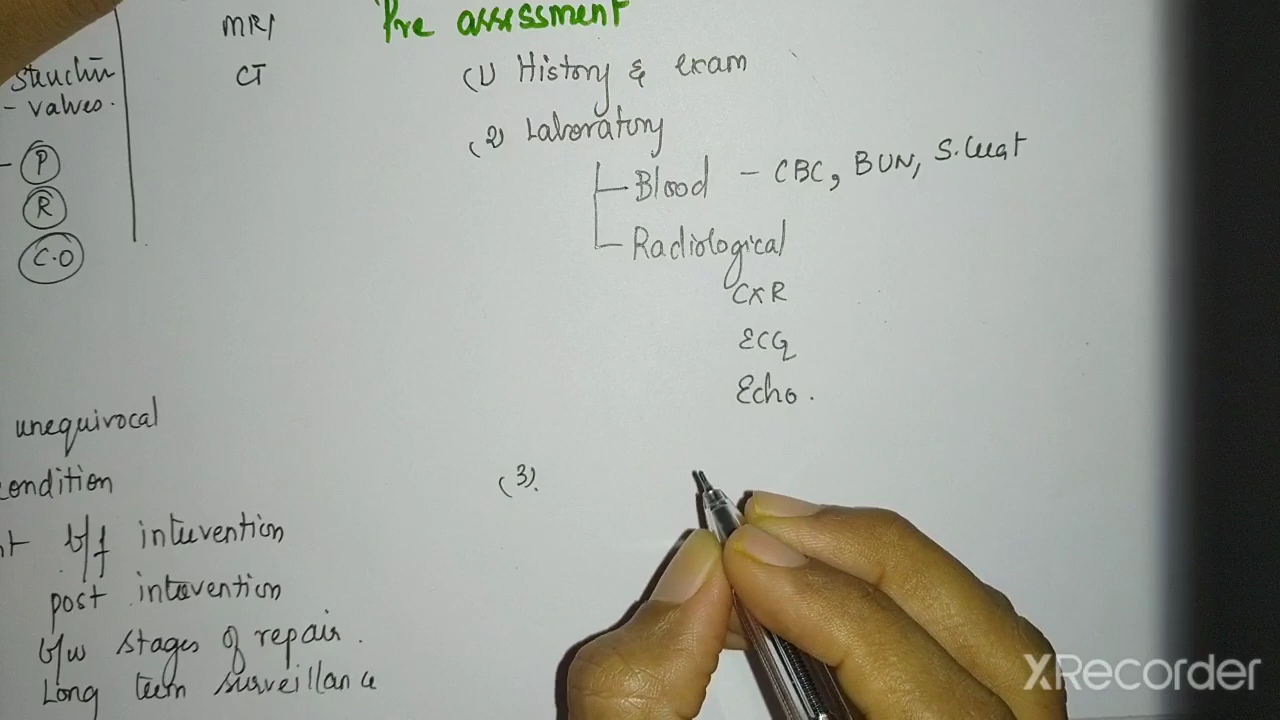 MRI
CT
- valves.
P
R
C.O
unequivocal
condition
b/f intervention
post intervention
b/w stages of repair.
Long term surveillance
Pre assessment
(1) History & exam
(2) Laboratory
Blood - CBC, BUN, S.Creat
Radiological
CXR
ECG
Echo.
(3).
XRecorder